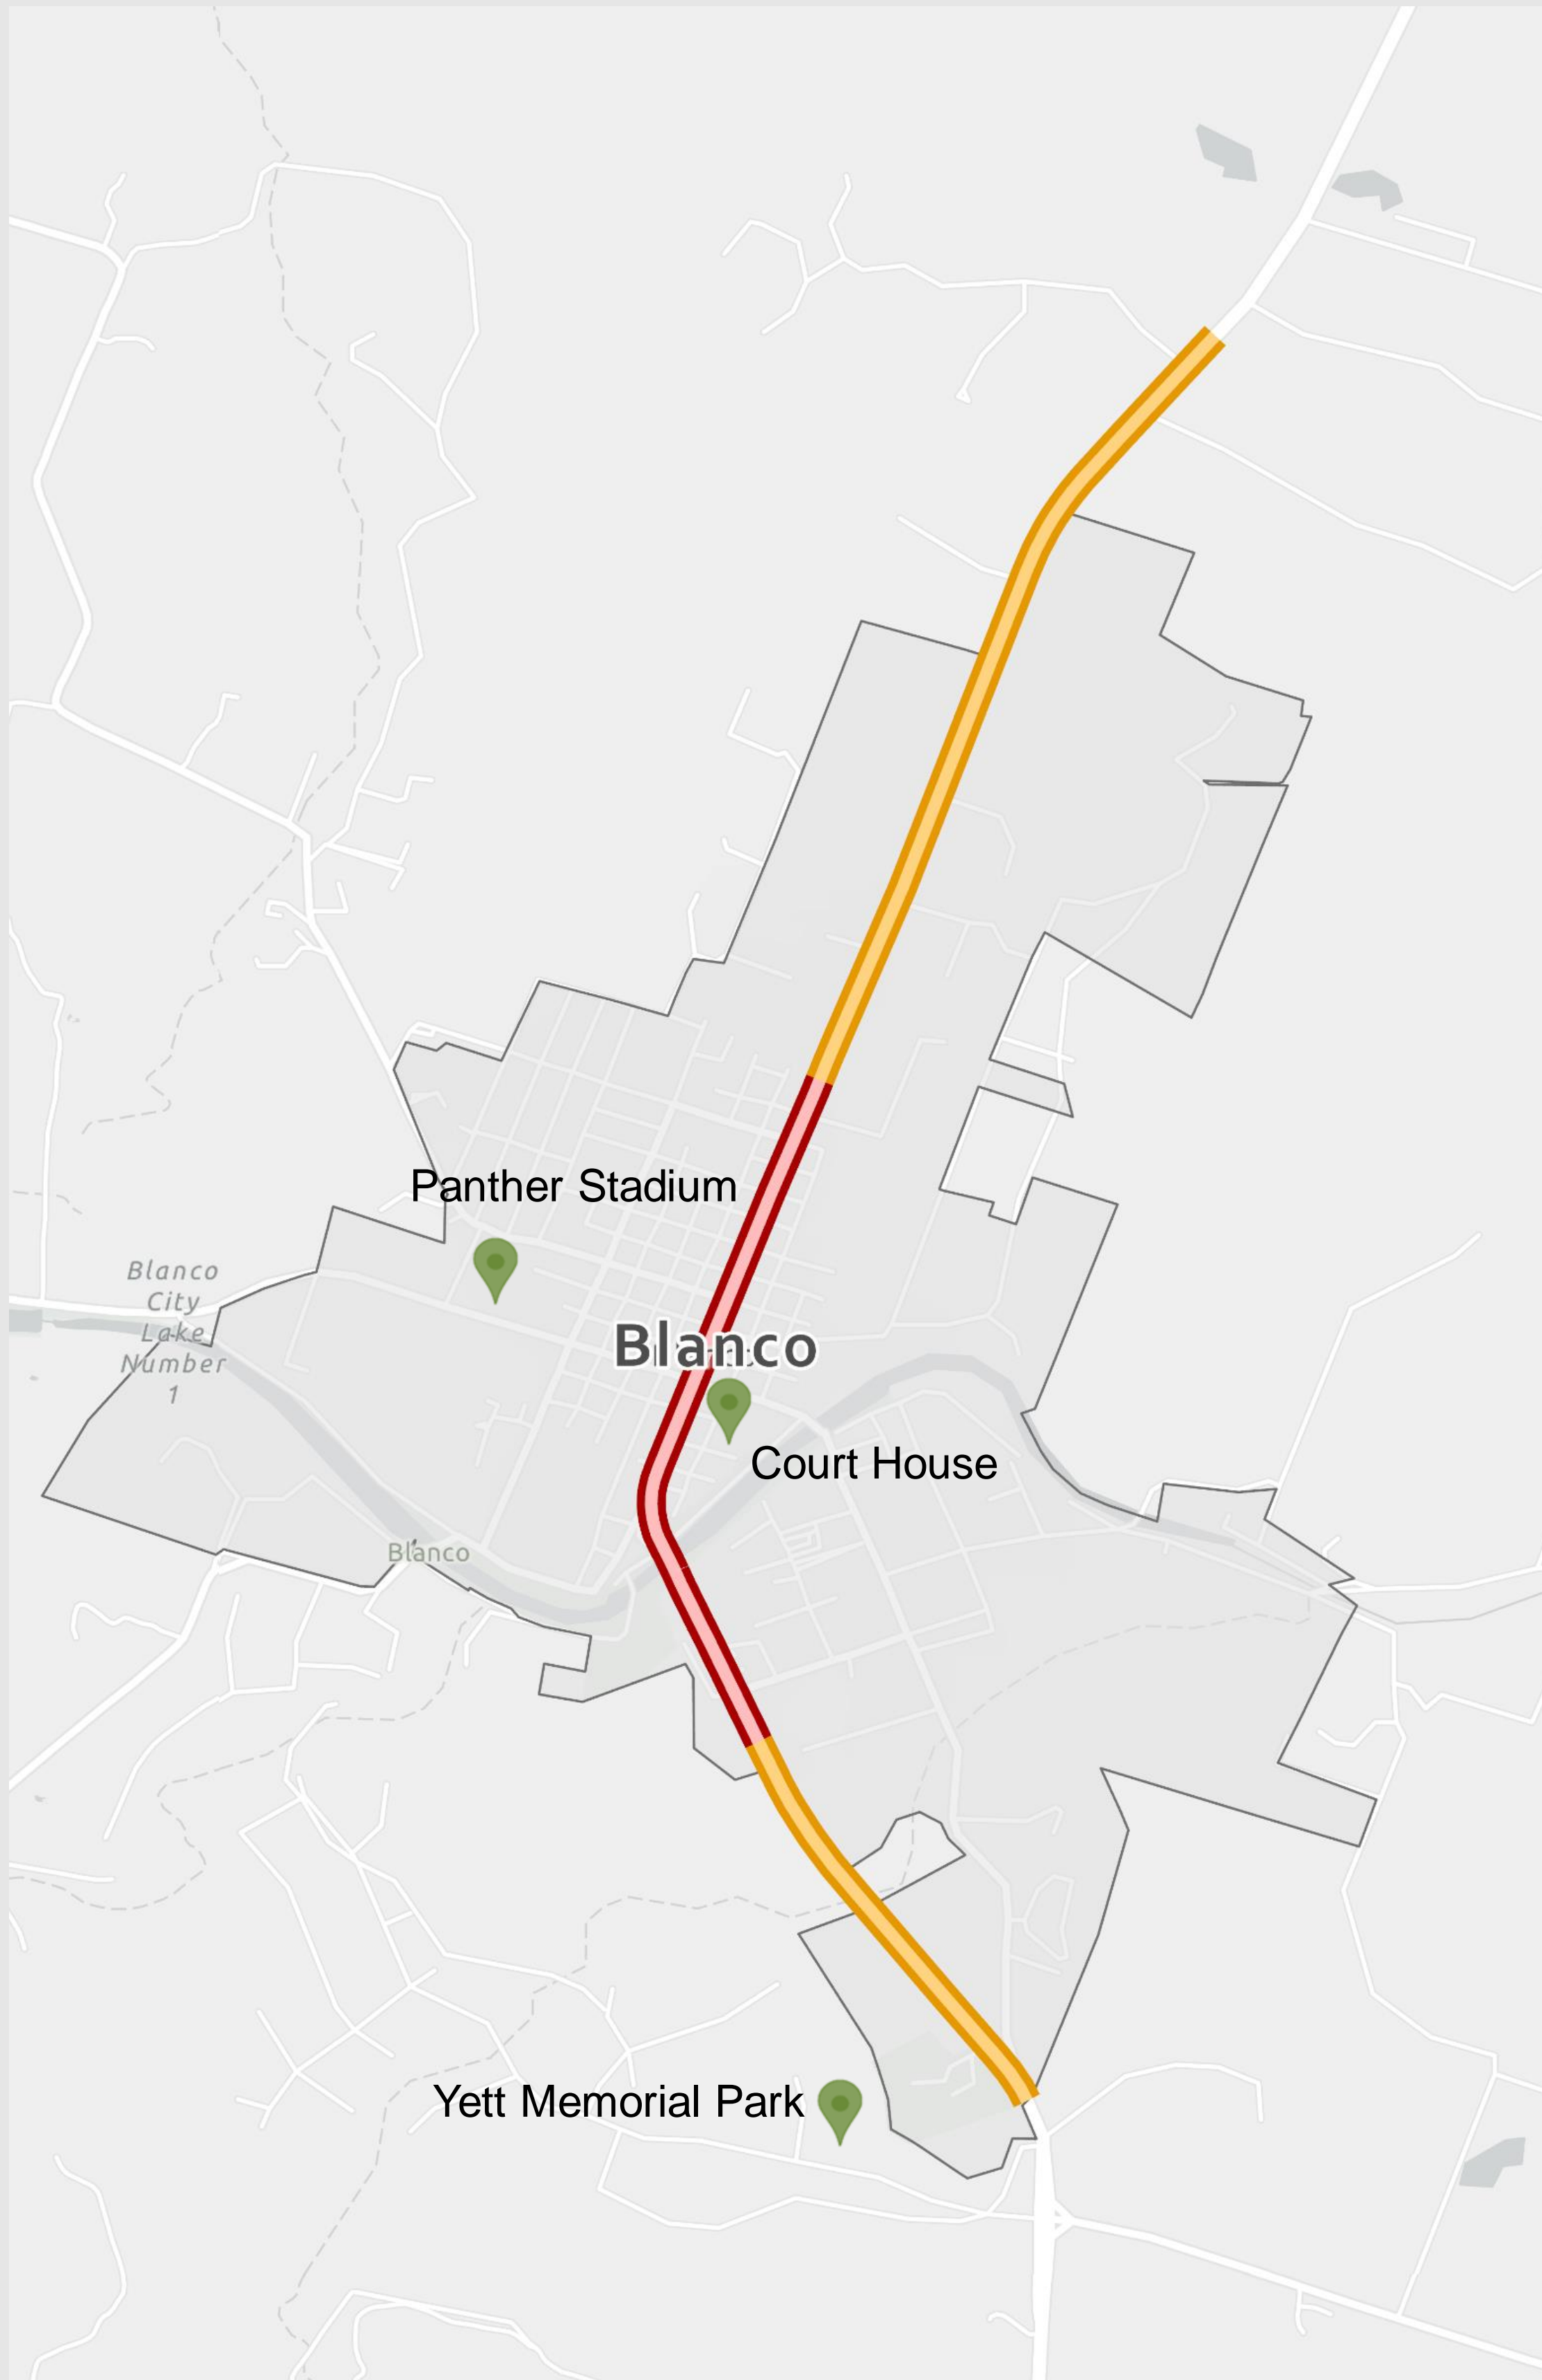 Panther Stadium
Blanco
City
Lake
Number
1
Blanco
Court House
Blanco
Yett Memorial Park